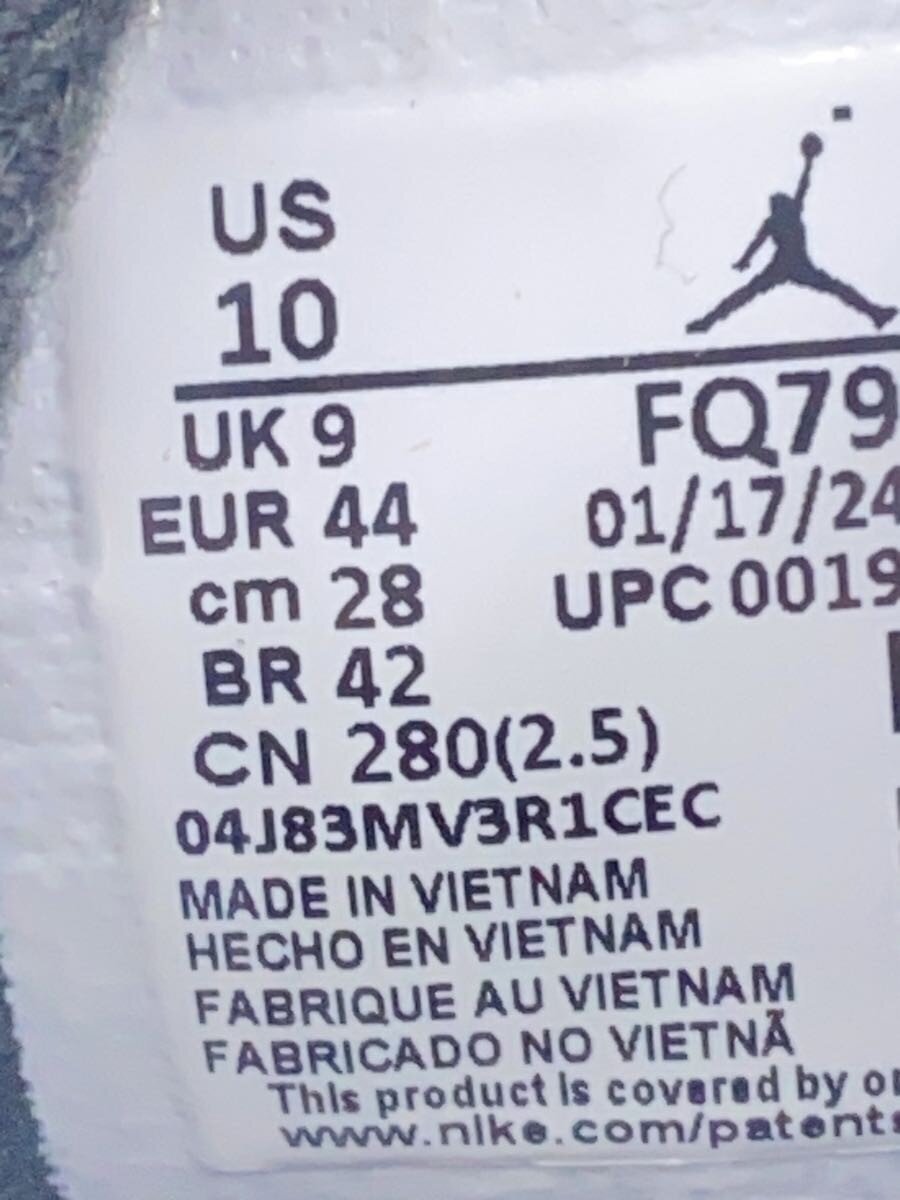 US
10
UK 9
FQ79
EUR 44
01/17/24
cm 28
UPC 0019
BR 42
CN 280(2.5)
04J83MV3R1CEC
MADE IN VIETNAM
HECHO EN VIETNAM
FABRIQUE AU VIETNAM
FABRICADO NO VIETNÃ
This product is covered by
www.nike.com/patents